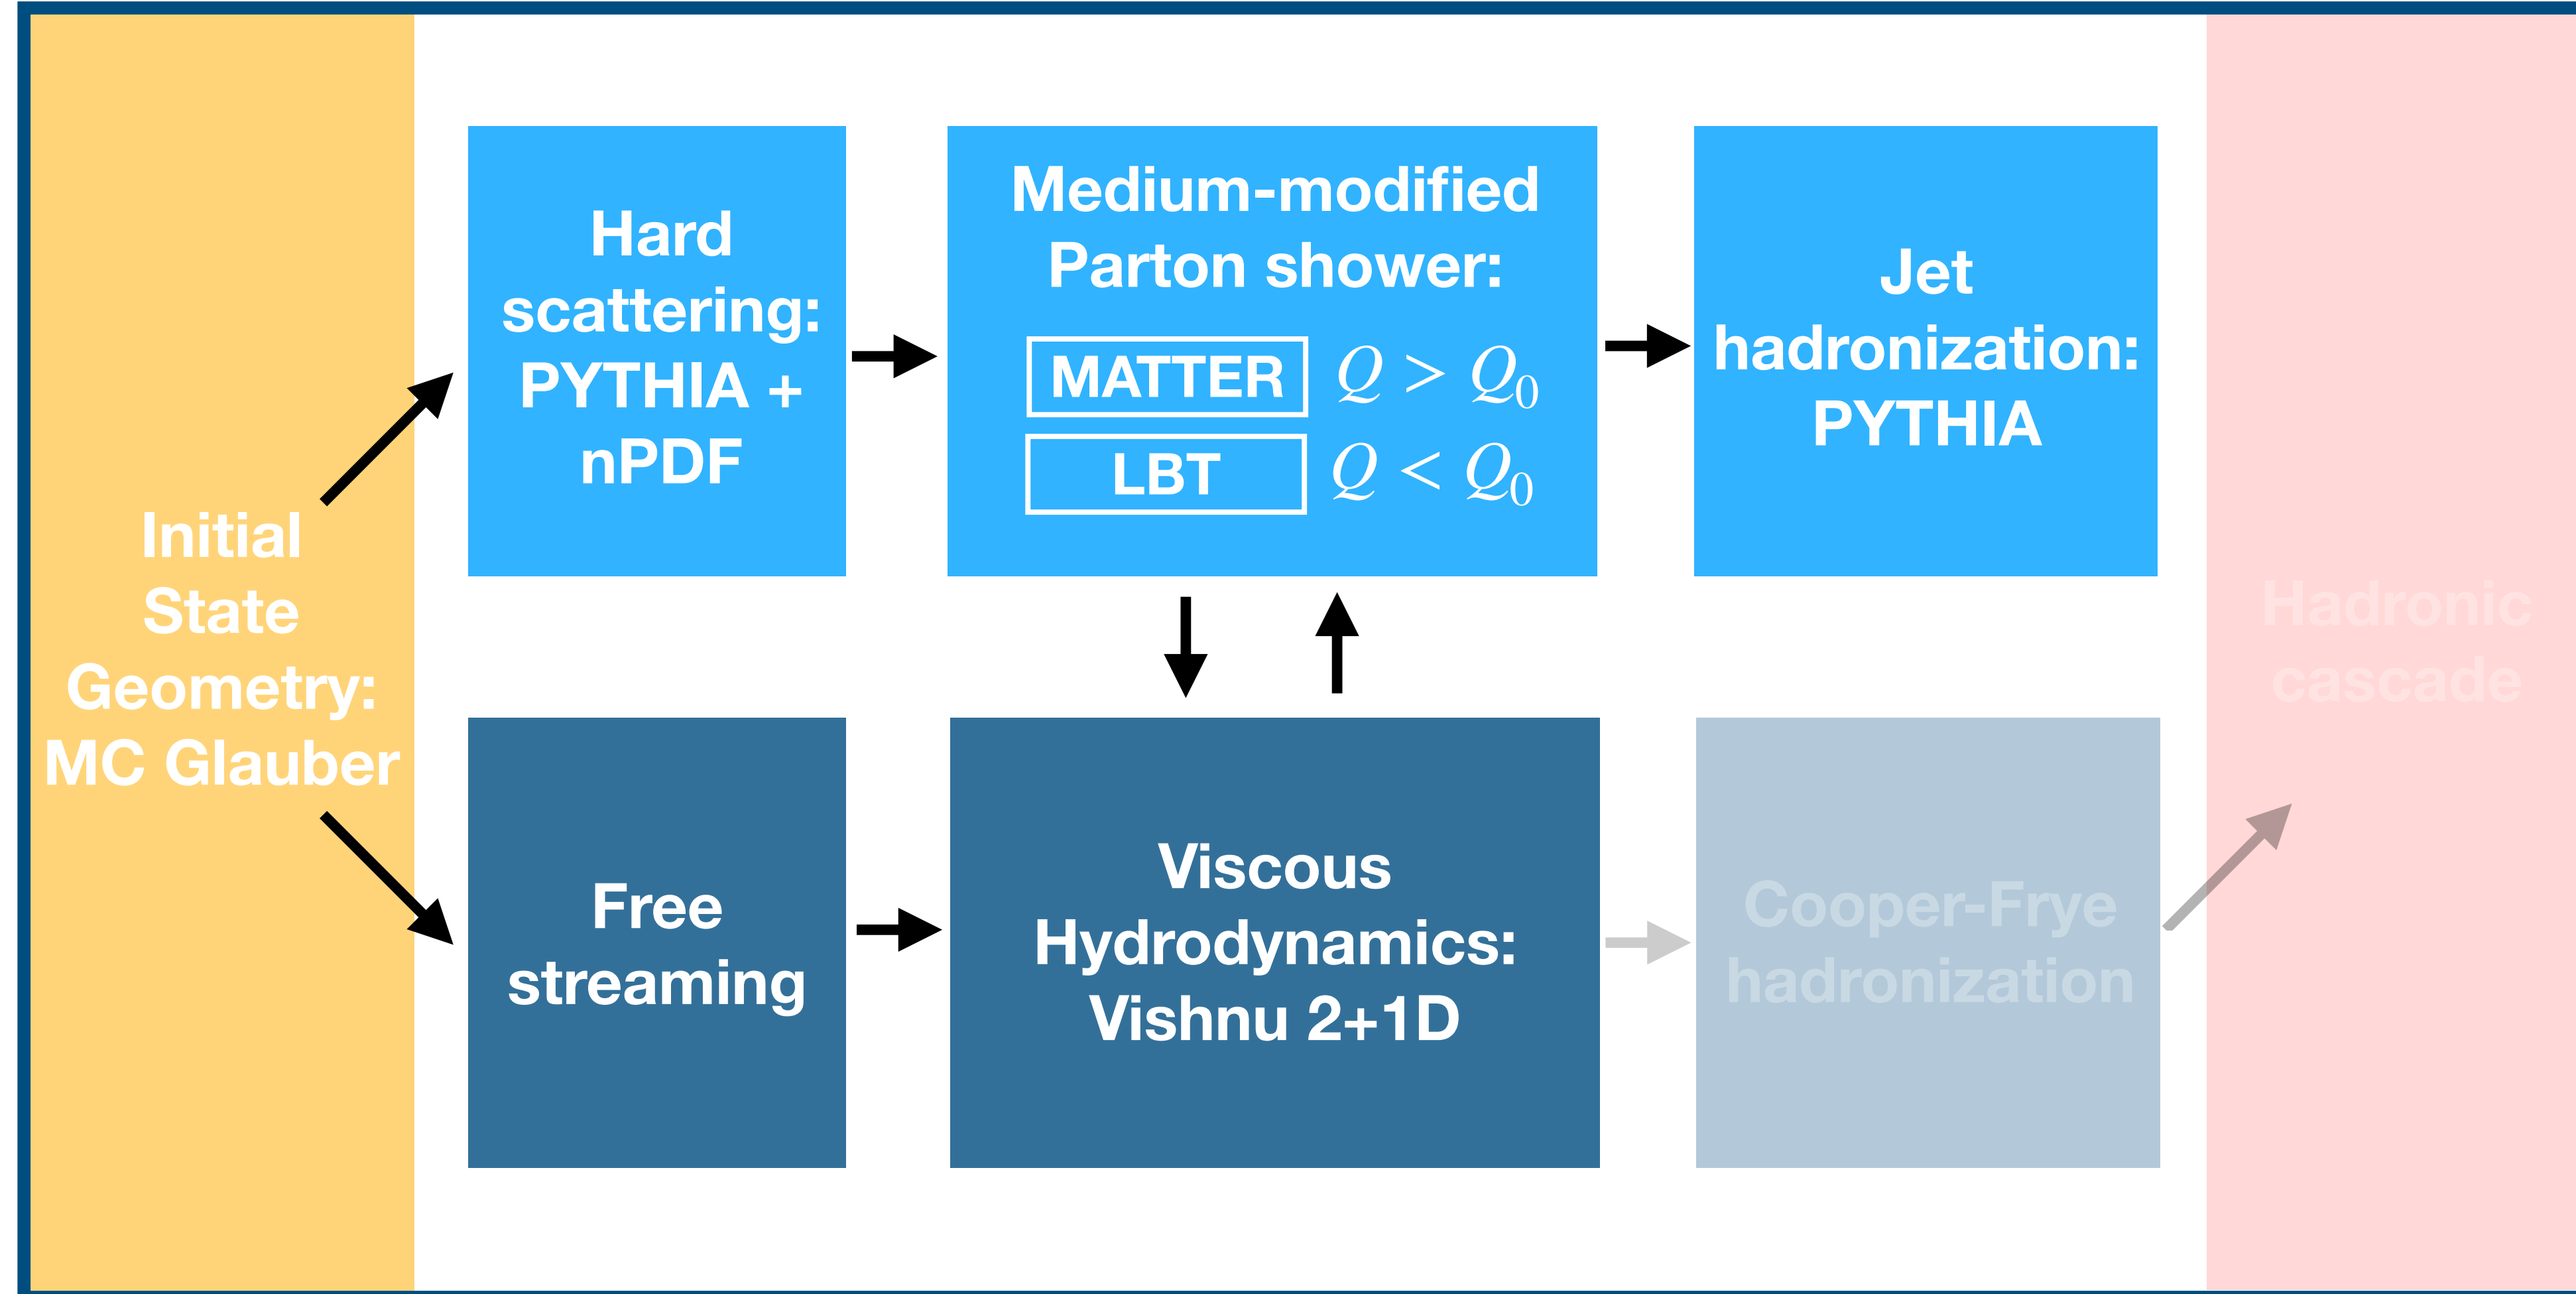 Initial
State
Geometry:
MC Glauber
Hard
scattering:
PYTHIA +
nPDF
Medium-modified
Parton shower:
MATTER Q > Q₀
LBT Q < Q₀
Jet
hadronization:
PYTHIA
Free
streaming
Viscous
Hydrodynamics:
Vishnu 2+1D
Cooper-Frye
hadronization
Hadronic
cascade